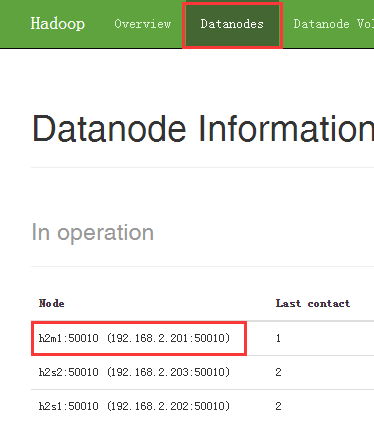 Hadoop Overview Datanodes Datanode Vol
Datanode Information
In operation
Node Last contact
h2m1:50010 (192.168.2.201:50010) 1
h2s2:50010 (192.168.2.203:50010) 2
h2s1:50010 (192.168.2.202:50010) 2